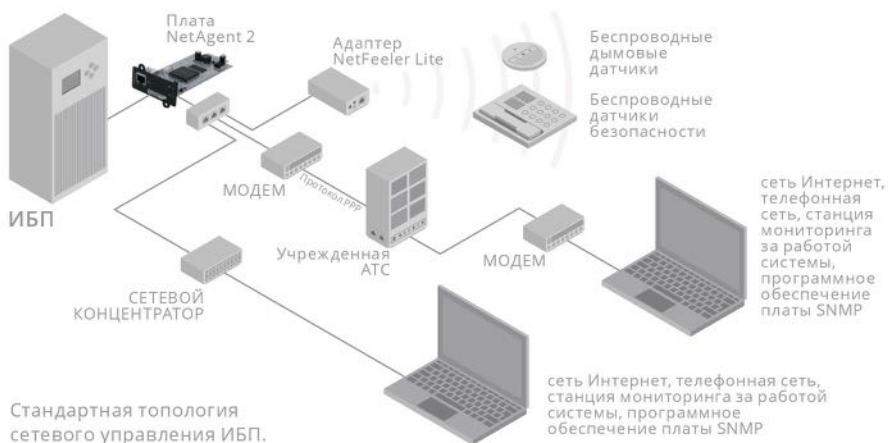 Плата
NetAgent 2
Адаптер
NetFeeler Lite
Беспроводные
дымовые
датчики
Беспроводные
датчики
безопасности
ИБП
МОДЕМ
Протокол PPP
Учрежденная
АТС
МОДЕМ
сеть Интернет,
телефонная
сеть, станция
мониторинга
за работой
системы,
программное
обеспечение
платы SNMP
СЕТЕВОЙ
КОНЦЕНТРАТОР
сеть Интернет, телефонная сеть,
станция мониторинга за работой
системы, программное
обеспечение платы SNMP
Стандартная топология
сетевого управления ИБП.